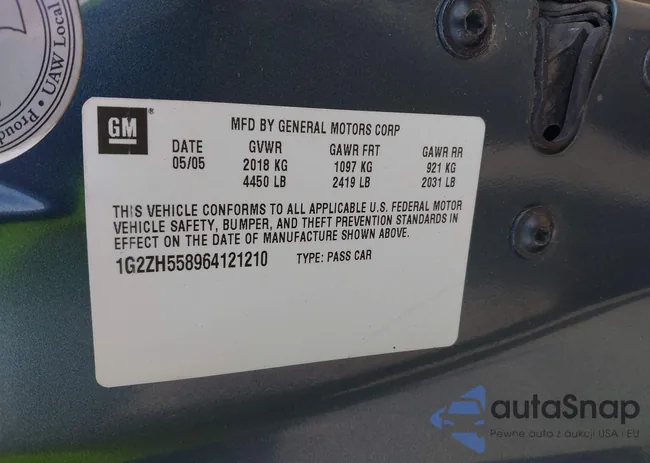 Proud
UAW Local
GM
MFD BY GENERAL MOTORS CORP
DATE GVWR GAWR FRT GAWR RR
05/05 2018 KG 1097 KG 921 KG
4450 LB 2419 LB 2031 LB
THIS VEHICLE CONFORMS TO ALL APPLICABLE U.S. FEDERAL MOTOR
VEHICLE SAFETY, BUMPER, AND THEFT PREVENTION STANDARDS IN
EFFECT ON THE DATE OF MANUFACTURE SHOWN ABOVE.
1G2ZH558964121210 TYPE: PASS CAR
autaSnap
Pewne auto z aukcji USA i EU